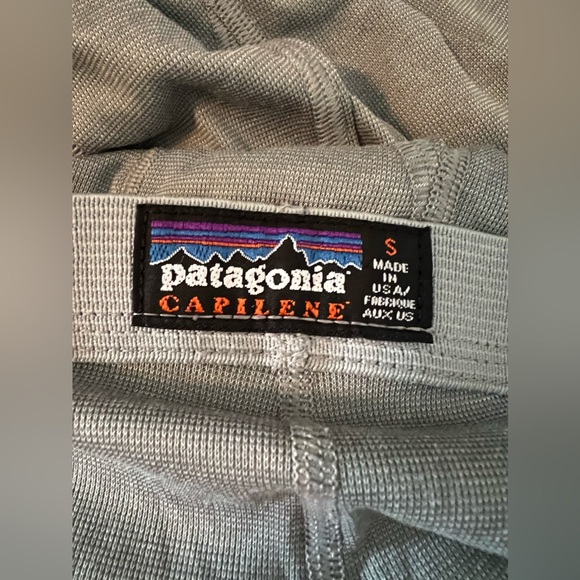 patagonia
CAPILENE
S
MADE
IN
USA/
FABRIQUE
AUX US